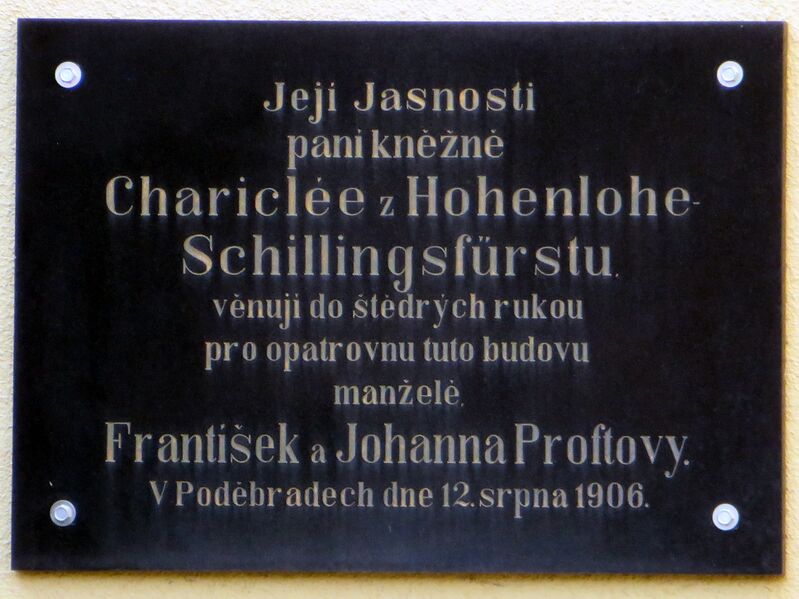 Její Jasnosti
paní kněžně
Chariclée z Hohenlohe-
Schillingsfürstu,
věnují do štědrých rukou
pro opatrovnu tuto budovu
manželé,
František a Johanna Proftovy.
V Poděbradech dne 12. srpna 1906.